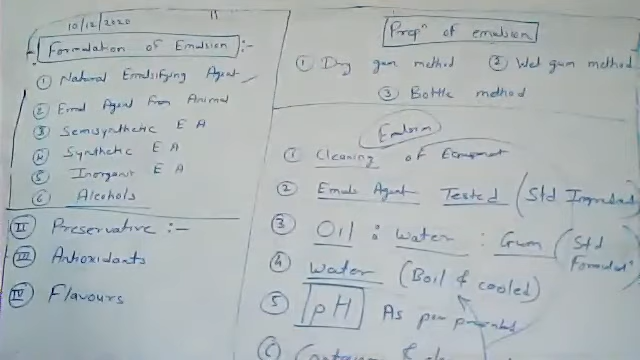 10/12/2020
Formulation of Emulsion :-
① Natural Emulsifying Agent
② Emul Agent from Animal
③ Semisynthetic E A
④ Synthetic E A
⑤ Inorganic E A
⑥ Alcohols
Ⅱ Preservative :-
Ⅲ Antioxidants
Ⅳ Flavours
Prepn of emulsion
① Dry gum method ② Wet gum method
③ Bottle method
Emulsion
① Cleaning of Equipment
② Emuls Agent Tested (Std
③ Oil : Water : Gum (Std
④ Water (Boil & cooled)
⑤ pH As per
⑥